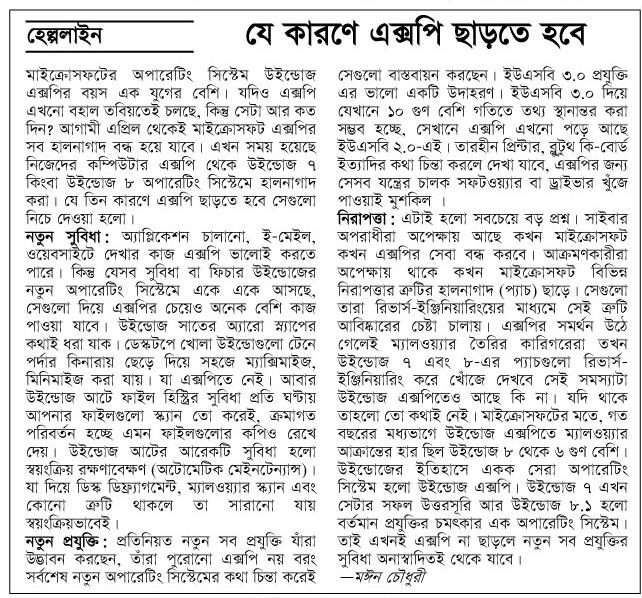 হেল্পলাইন
যে কারণে এক্সপি ছাড়তে হবে
মাইক্রোসফটের অপারেটিং সিস্টেম উইন্ডোজ
এক্সপির বয়স এক যুগের বেশি। যদিও এক্সপি
এখনো বহাল তবিয়তেই চলছে, কিন্তু সেটা আর কত
দিন? আগামী এপ্রিল থেকেই মাইক্রোসফট এক্সপির
সব হালনাগাদ বন্ধ হয়ে যাবে। এখন সময় হয়েছে
নিজেদের কম্পিউটার এক্সপি থেকে উইন্ডোজ ৭
কিংবা উইন্ডোজ ৮ অপারেটিং সিস্টেমে হালনাগাদ
করা। যে তিন কারণে এক্সপি ছাড়তে হবে সেগুলো
নিচে দেওয়া হলো।
নতুন সুবিধা: অ্যাপ্লিকেশন চালানো, ই-মেইল,
ওয়েবসাইটে দেখার কাজ এক্সপি ভালোই করতে
পারে। কিন্তু যেসব সুবিধা বা ফিচার উইন্ডোজের
নতুন অপারেটিং সিস্টেমে একে একে আসছে,
সেগুলো দিয়ে এক্সপির চেয়েও অনেক বেশি কাজ
পাওয়া যাবে। উইন্ডোজ সাতের অ্যারো স্ন্যাপের
কথাই ধরা যাক। ডেস্কটপে খোলা উইন্ডোগুলো টেনে
পর্দার কিনারায় ছেড়ে দিয়ে সহজে ম্যাক্সিমাইজ,
মিনিমাইজ করা যায়। যা এক্সপিতে নেই। আবার
উইন্ডোজ আটে ফাইল হিস্ট্রির সুবিধা প্রতি ঘণ্টায়
আপনার ফাইলগুলো স্ক্যান তো করেই, ক্রমাগত
পরিবর্তন হচ্ছে এমন ফাইলগুলোর কপিও রেখে
দেয়। উইন্ডোজ আটের আরেকটি সুবিধা হলো
স্বয়ংক্রিয় রক্ষণাবেক্ষণ (অটোমেটিক মেইনটেন্যান্স)।
যা দিয়ে ডিস্ক ডিফ্র্যাগমেন্ট, ম্যালওয়্যার স্ক্যান এবং
কোনো ত্রুটি থাকলে তা সারানো যায়
স্বয়ংক্রিয়ভাবেই।
নতুন প্রযুক্তি: প্রতিনিয়ত নতুন সব প্রযুক্তি যাঁরা
উদ্ভাবন করছেন, তাঁরা পুরোনো এক্সপি নয় বরং
সর্বশেষ নতুন অপারেটিং সিস্টেমের কথা চিন্তা করেই
সেগুলো বাস্তবায়ন করছেন। ইউএসবি ৩.০ প্রযুক্তি
এর ভালো একটি উদাহরণ। ইউএসবি ৩.০ দিয়ে
যেখানে ১০ গুণ বেশি গতিতে তথ্য স্থানান্তর করা
সম্ভব হচ্ছে, সেখানে এক্সপি এখনো পড়ে আছে
ইউএসবি ২.০-এই। তারহীন প্রিন্টার, ব্লুটুথ কি-বোর্ড
ইত্যাদির কথা চিন্তা করলে দেখা যাবে, এক্সপির জন্য
সেসব যন্ত্রের চালক সফটওয়্যার বা ড্রাইভার খুঁজে
পাওয়াই মুশকিল ।
নিরাপত্তা: এটাই হলো সবচেয়ে বড় প্রশ্ন। সাইবার
অপরাধীরা অপেক্ষায় আছে কখন মাইক্রোসফট
কখন এক্সপির সেবা বন্ধ করবে। আক্রমণকারীরা
অপেক্ষায় থাকে কখন মাইক্রোসফট বিভিন্ন
নিরাপত্তার ত্রুটির হালনাগাদ (প্যাচ) ছাড়ে। সেগুলো
তারা রিভার্স-ইঞ্জিনিয়ারিংয়ের মাধ্যমে সেই ত্রুটি
আবিষ্কারের চেষ্টা চালায়। এক্সপির সমর্থন উঠে
গেলেই ম্যালওয়্যার তৈরির কারিগরেরা তখন
উইন্ডোজ ৭ এবং ৮-এর প্যাচগুলো রিভার্স-
ইঞ্জিনিয়ারিং করে খোঁজে দেখবে সেই সমস্যাটা
উইন্ডোজ এক্সপিতেও আছে কি না। যদি থাকে
তাহলে তো কথাই নেই। মাইক্রোসফটের মতে, গত
বছরের মধ্যভাগে উইন্ডোজ এক্সপিতে ম্যালওয়্যার
আক্রান্তের হার ছিল উইন্ডোজ ৮ থেকে ৬ গুণ বেশি।
উইন্ডোজের ইতিহাসে একক সেরা অপারেটিং
সিস্টেম হলো উইন্ডোজ এক্সপি। উইন্ডোজ ৭ এখন
সেটার সফল উত্তরসূরি আর উইন্ডোজ ৮.১ হলো
বর্তমান প্রযুক্তির চমৎকার এক অপারেটিং সিস্টেম।
তাই এখনই এক্সপি না ছাড়লে নতুন সব প্রযুক্তির
সুবিধা অনাস্বাদিতই থেকে যাবে।
—মঈন চৌধুরী